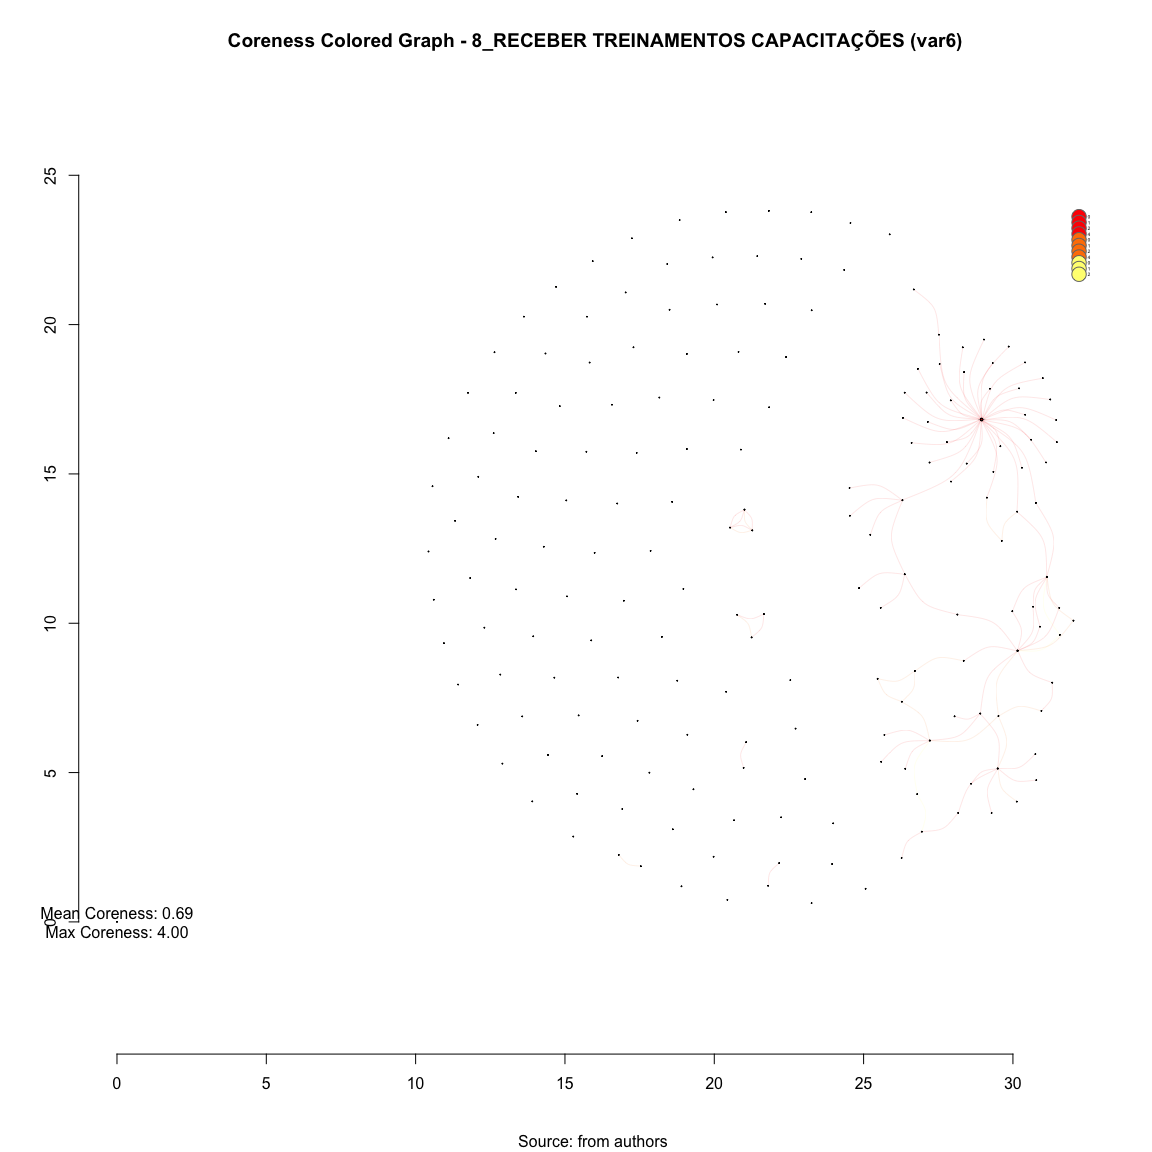 Coreness Colored Graph - 8_RECEBER TREINAMENTOS CAPACITAÇÕES (var6)
25
20
15
10
5
0
Mean Coreness: 0.69
Max Coreness: 4.00
0 5 10 15 20 25 30
Source: from authors